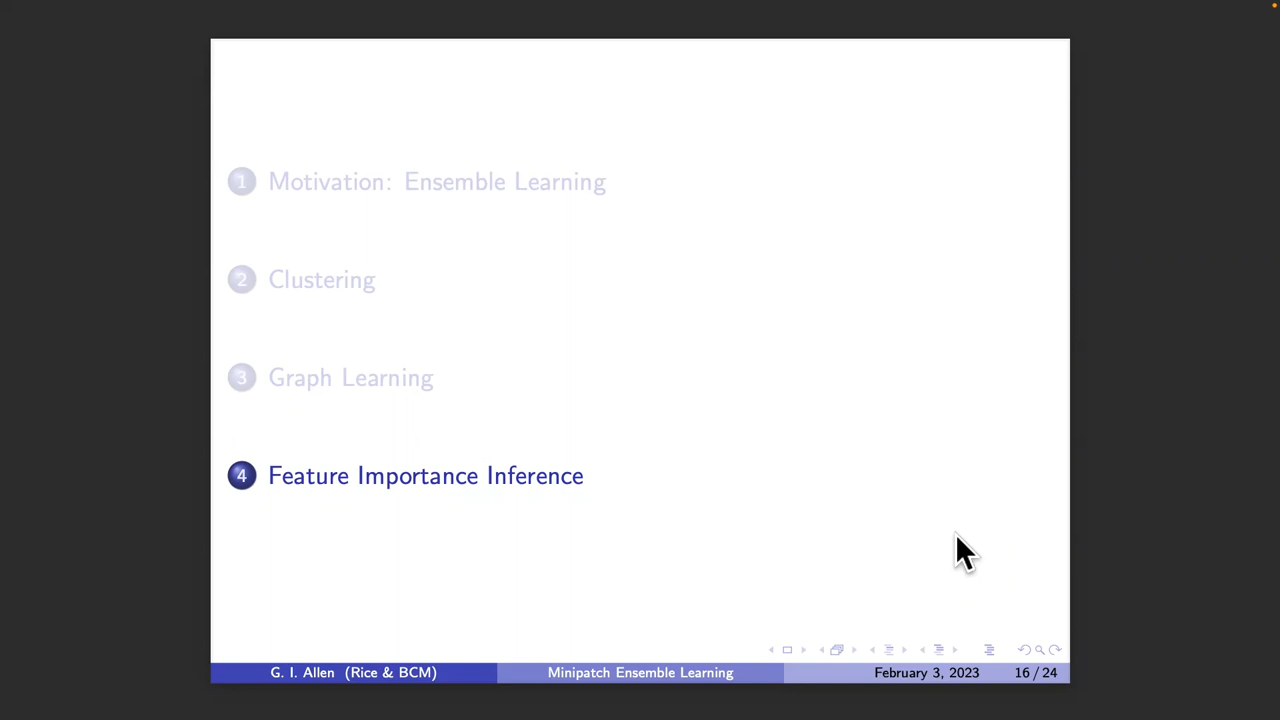 1 Motivation: Ensemble Learning
2 Clustering
3 Graph Learning
4 Feature Importance Inference
G. I. Allen (Rice & BCM) Minipatch Ensemble Learning February 3, 2023 16 / 24